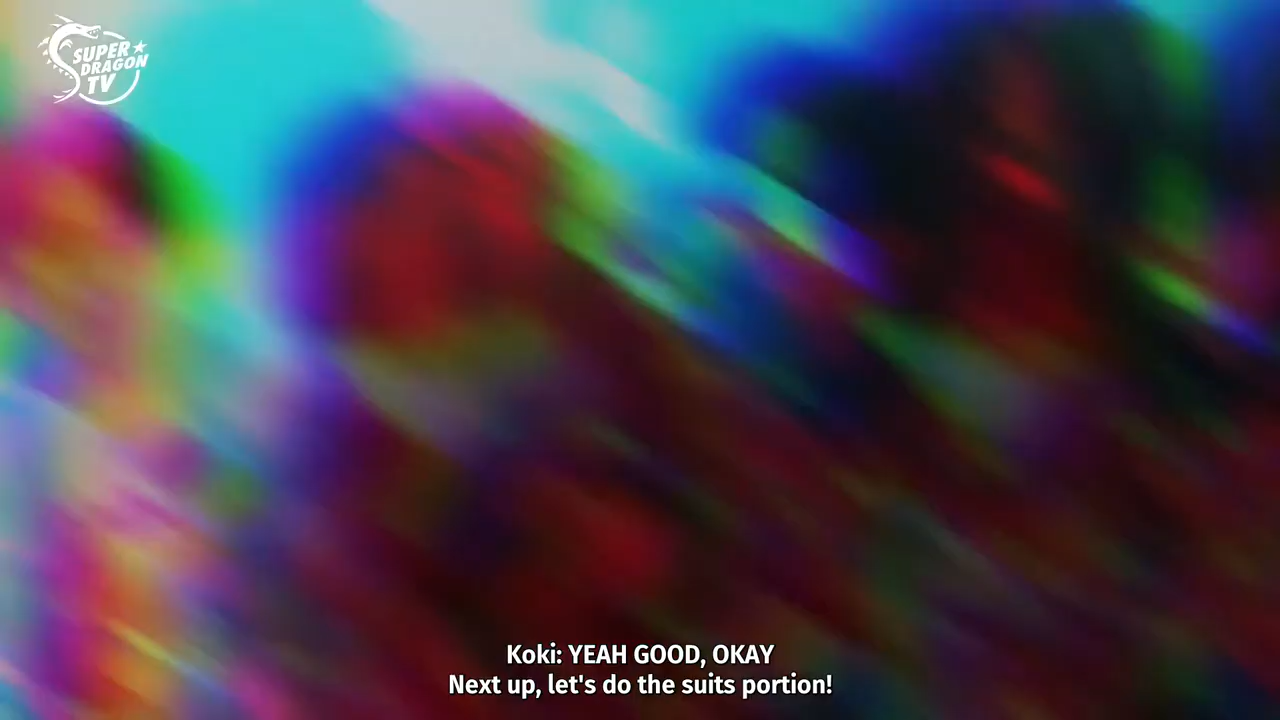 SUPER
DRAGON
TV
Koki: YEAH GOOD, OKAY
Next up, let's do the suits portion!